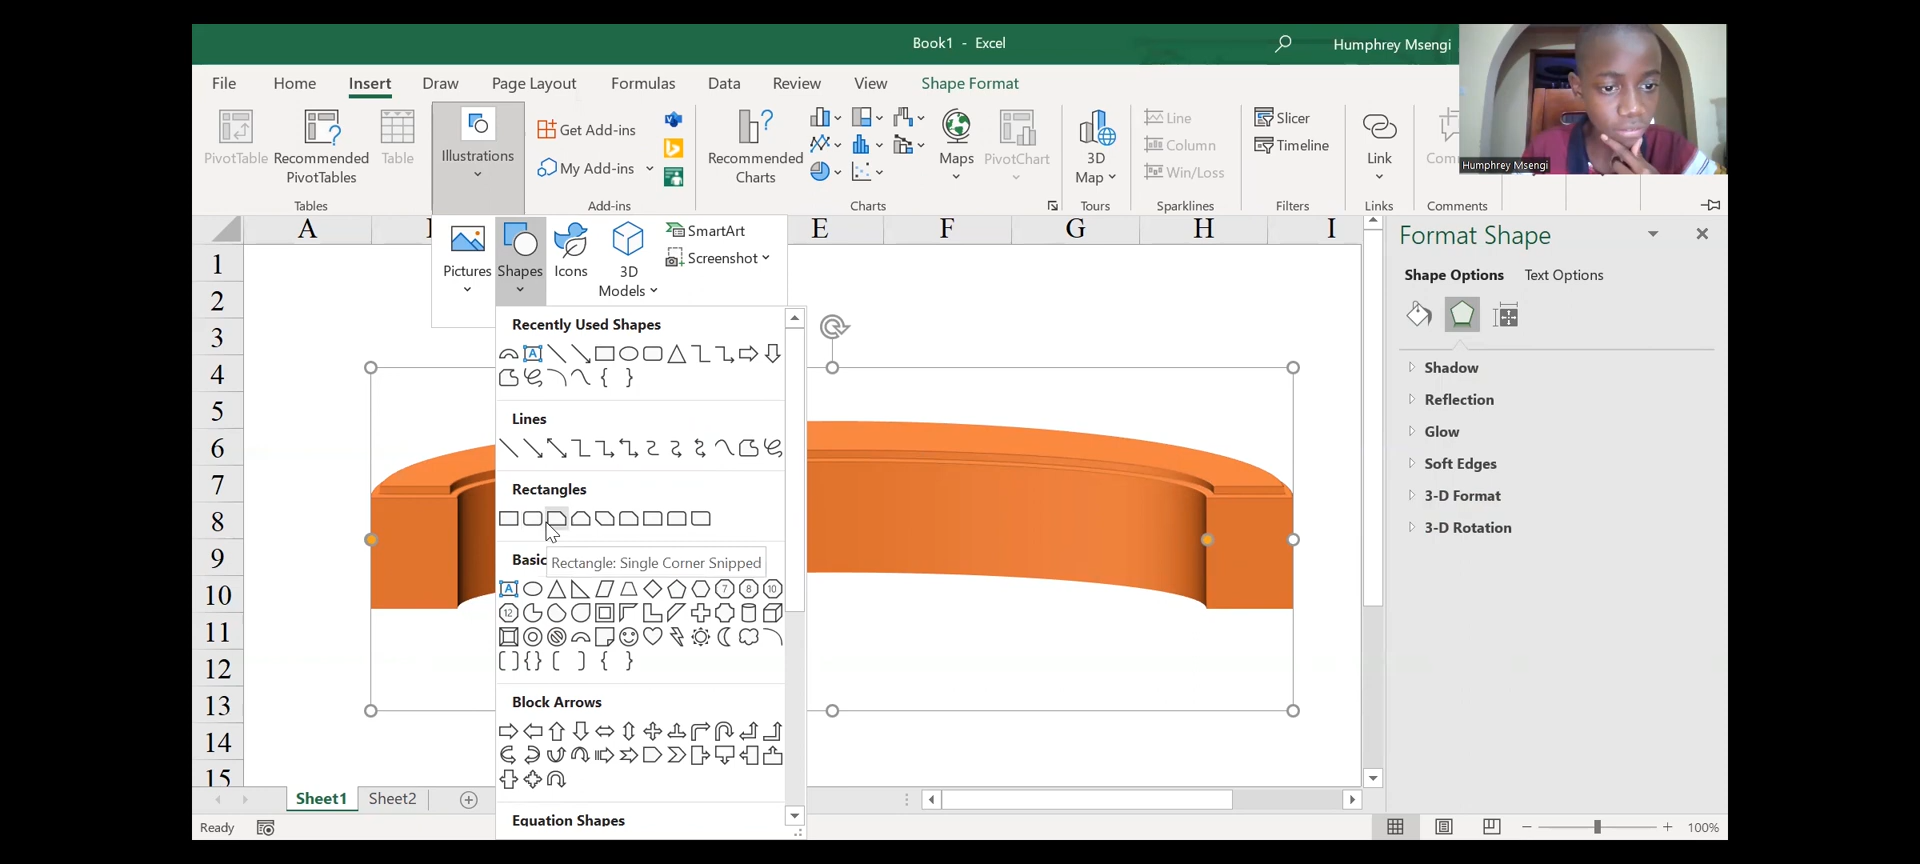 Book1 - Excel
Humphrey Msengi
File Home Insert Draw Page Layout Formulas Data Review View Shape Format
PivotTable
Recommended
PivotTables
Table
Tables
Illustrations
Get Add-ins
My Add-ins
Add-ins
Recommended
Charts
Maps
PivotChart
Charts
3D
Map
Tours
Line
Column
Win/Loss
Sparklines
Slicer
Timeline
Filters
Link
Links
Comments
Humphrey Msengi
Pictures
Shapes
Icons
3D
Models
SmartArt
Screenshot
A E F G H I
1
2
3
4
5
6
7
8
9
10
11
12
13
14
15
Recently Used Shapes
A
Lines
Rectangles
Rectangle: Single Corner Snipped
Basic
A 7 8 10
12
Block Arrows
Equation Shapes
Format Shape
Shape Options Text Options
Shadow
Reflection
Glow
Soft Edges
3-D Format
3-D Rotation
Sheet1 Sheet2
Ready
100%